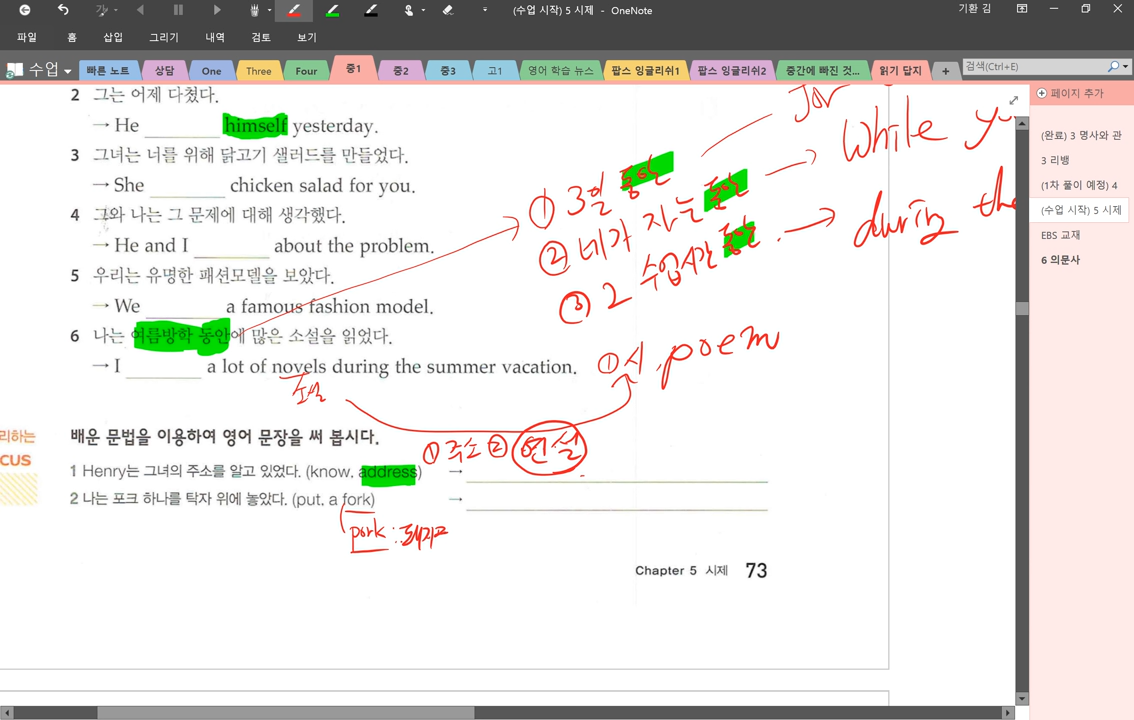 (수업 시작) 5 시제 - OneNote
기환 김
파일 홈 삽입 그리기 내역 검토 보기
수업 빠른 노트 상담 One Three Four 중1 중2 중3 고1 영어 학습 뉴스 팝스 잉글리쉬1 팝스 잉글리쉬2 중간에 빠진 것... 읽기 답지 + 검색(Ctrl+E)
페이지 추가
(완료) 3 명사와 관
3 리뱅
(1차 풀이 예정) 4
(수업 시작) 5 시제
EBS 교재
6 의문사
2 그는 어제 다쳤다.
→ He ________ himself yesterday.
3 그녀는 너를 위해 닭고기 샐러드를 만들었다.
→ She ________ chicken salad for you.
4 그와 나는 그 문제에 대해 생각했다.
→ He and I ________ about the problem.
5 우리는 유명한 패션모델을 보았다.
→ We ________ a famous fashion model.
6 나는 여름방학 동안에 많은 소설을 읽었다.
→ I ________ a lot of novels during the summer vacation.
소설
for
while
during the
① 3일 동안
② 네가 자는 동안
③ 2 수업시간 동안
① 시, poem
리하는
CUS
배운 문법을 이용하여 영어 문장을 써 봅시다.
① 주소 ② 연설
1 Henry는 그녀의 주소를 알고 있었다. (know, address) →
2 나는 포크 하나를 탁자 위에 놓았다. (put, a fork) →
pork : 돼지고
Chapter 5 시제 73